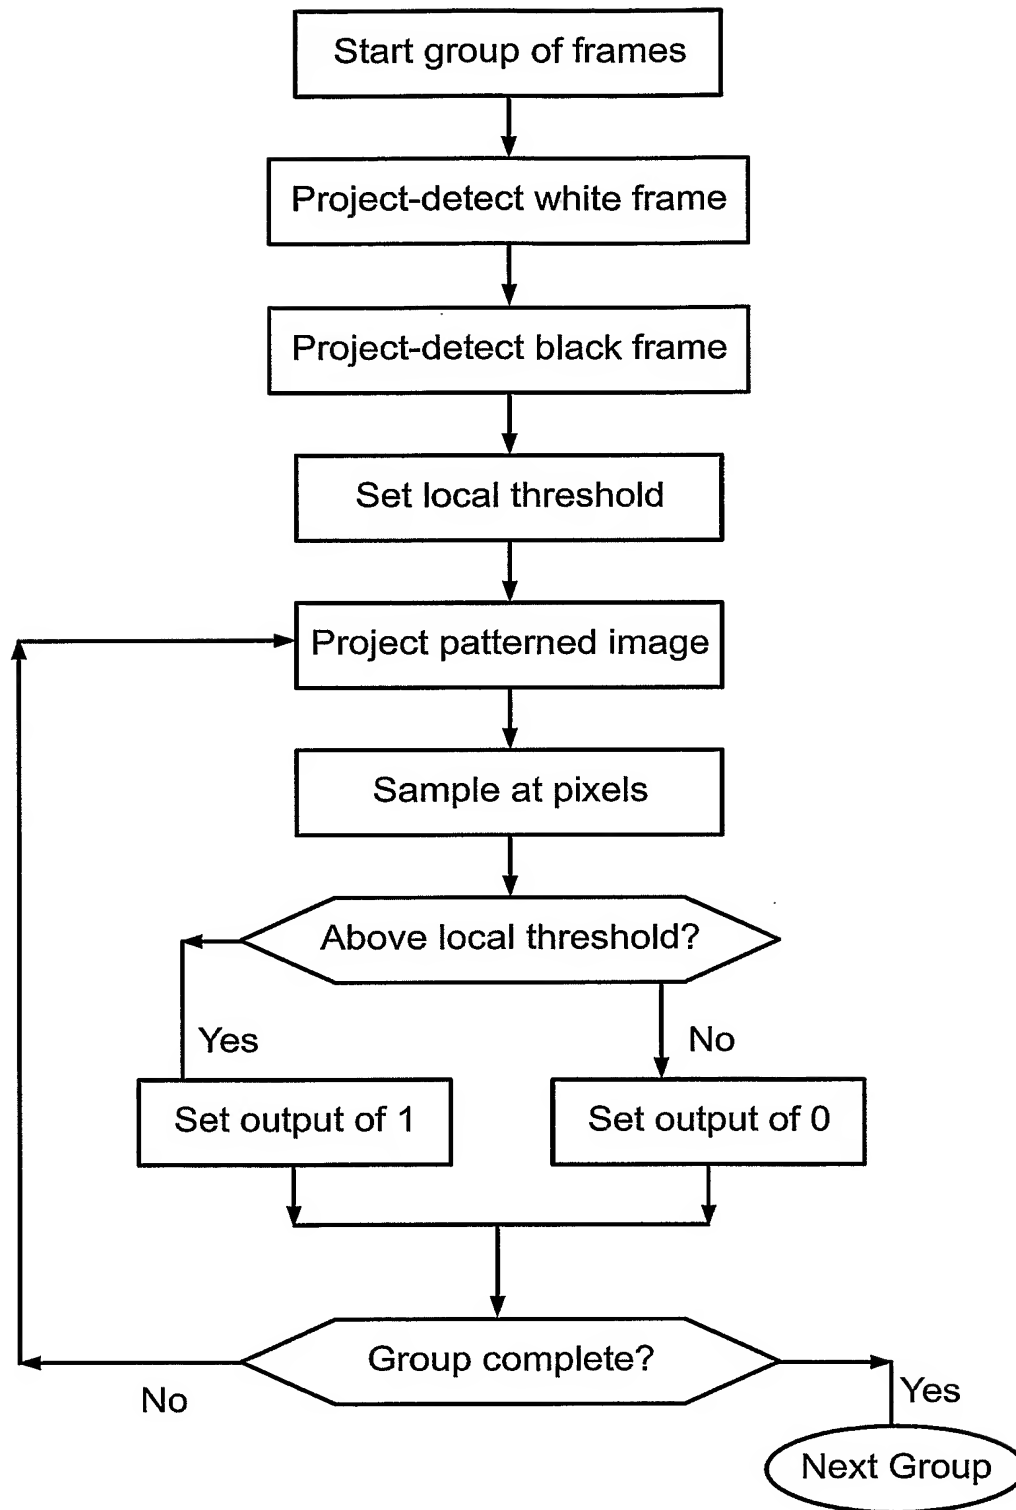 Start group of frames
Project-detect white frame
Project-detect black frame
Set local threshold
Project patterned image
Sample at pixels
Above local threshold?
Yes
No
Set output of 1
Set output of 0
Group complete?
No
Yes
Next Group